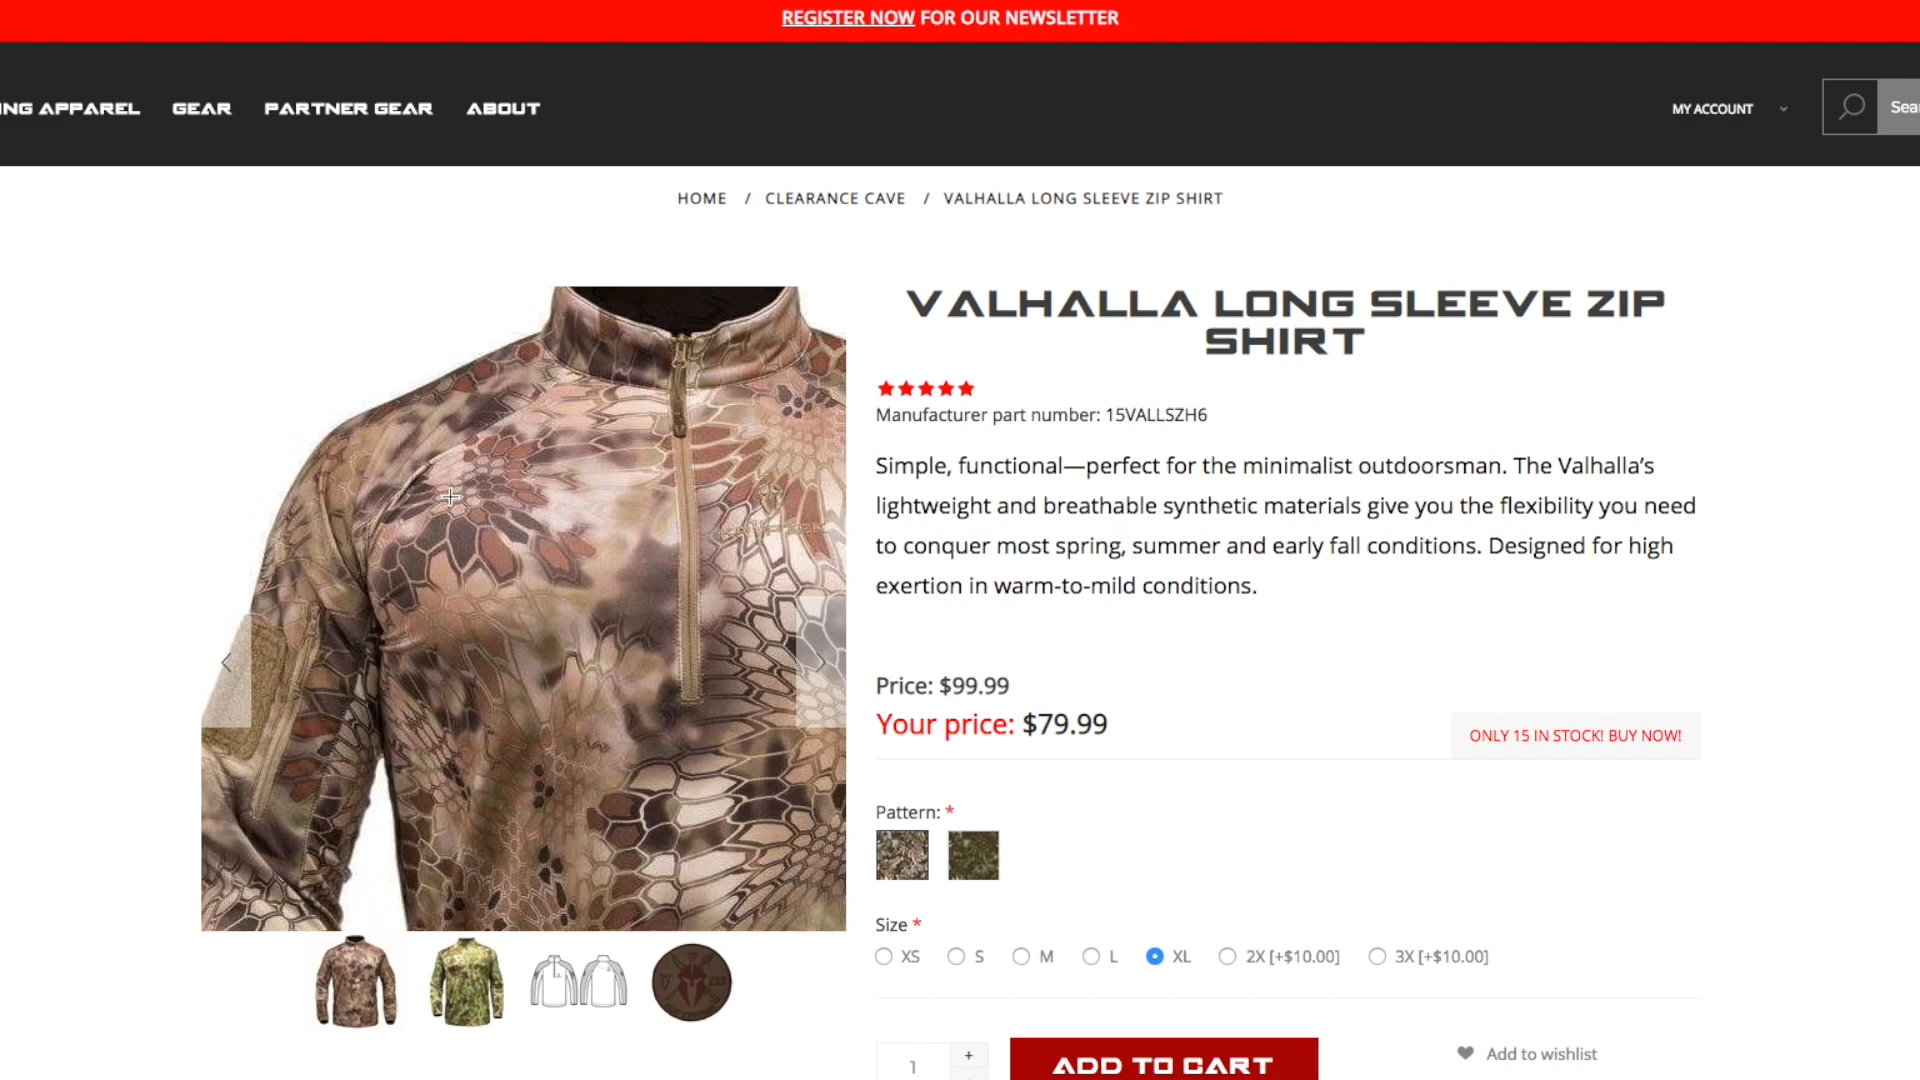 REGISTER NOW FOR OUR NEWSLETTER
ING APPAREL GEAR PARTNER GEAR ABOUT
MY ACCOUNT
Sea
HOME / CLEARANCE CAVE / VALHALLA LONG SLEEVE ZIP SHIRT
VALHALLA LONG SLEEVE ZIP
SHIRT
Manufacturer part number: 15VALLSZH6
Simple, functional—perfect for the minimalist outdoorsman. The Valhalla’s
lightweight and breathable synthetic materials give you the flexibility you need
to conquer most spring, summer and early fall conditions. Designed for high
exertion in warm-to-mild conditions.
Price: $99.99
Your price: $79.99
ONLY 15 IN STOCK! BUY NOW!
Pattern: *
Size *
XS S M L XL 2X [+$10.00] 3X [+$10.00]
1 +
ADD TO CART
Add to wishlist